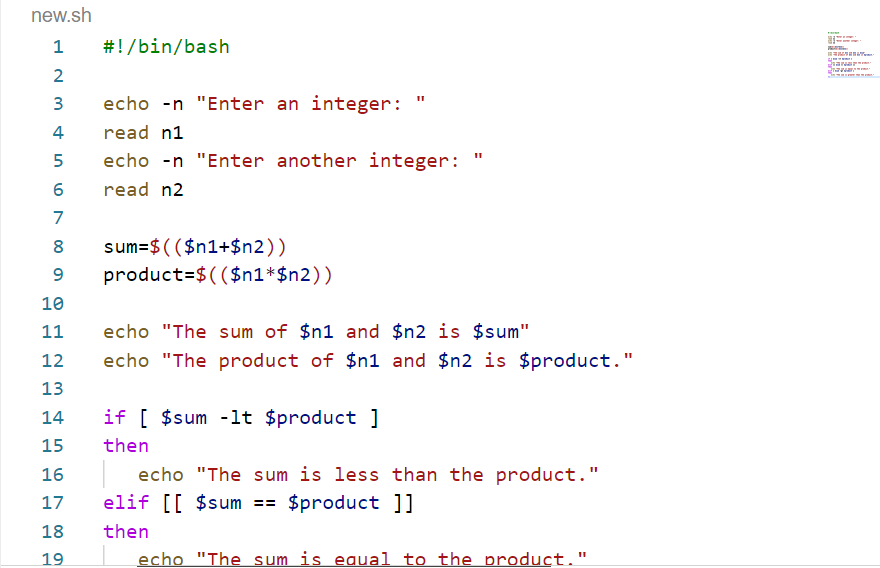 new.sh
1 #!/bin/bash
2
3 echo -n "Enter an integer: "
4 read n1
5 echo -n "Enter another integer: "
6 read n2
7
8 sum=$(($n1+$n2))
9 product=$(($n1*$n2))
10
11 echo "The sum of $n1 and $n2 is $sum"
12 echo "The product of $n1 and $n2 is $product."
13
14 if [ $sum -lt $product ]
15 then
16    echo "The sum is less than the product."
17 elif [[ $sum == $product ]]
18 then
19    echo "The sum is equal to the product."